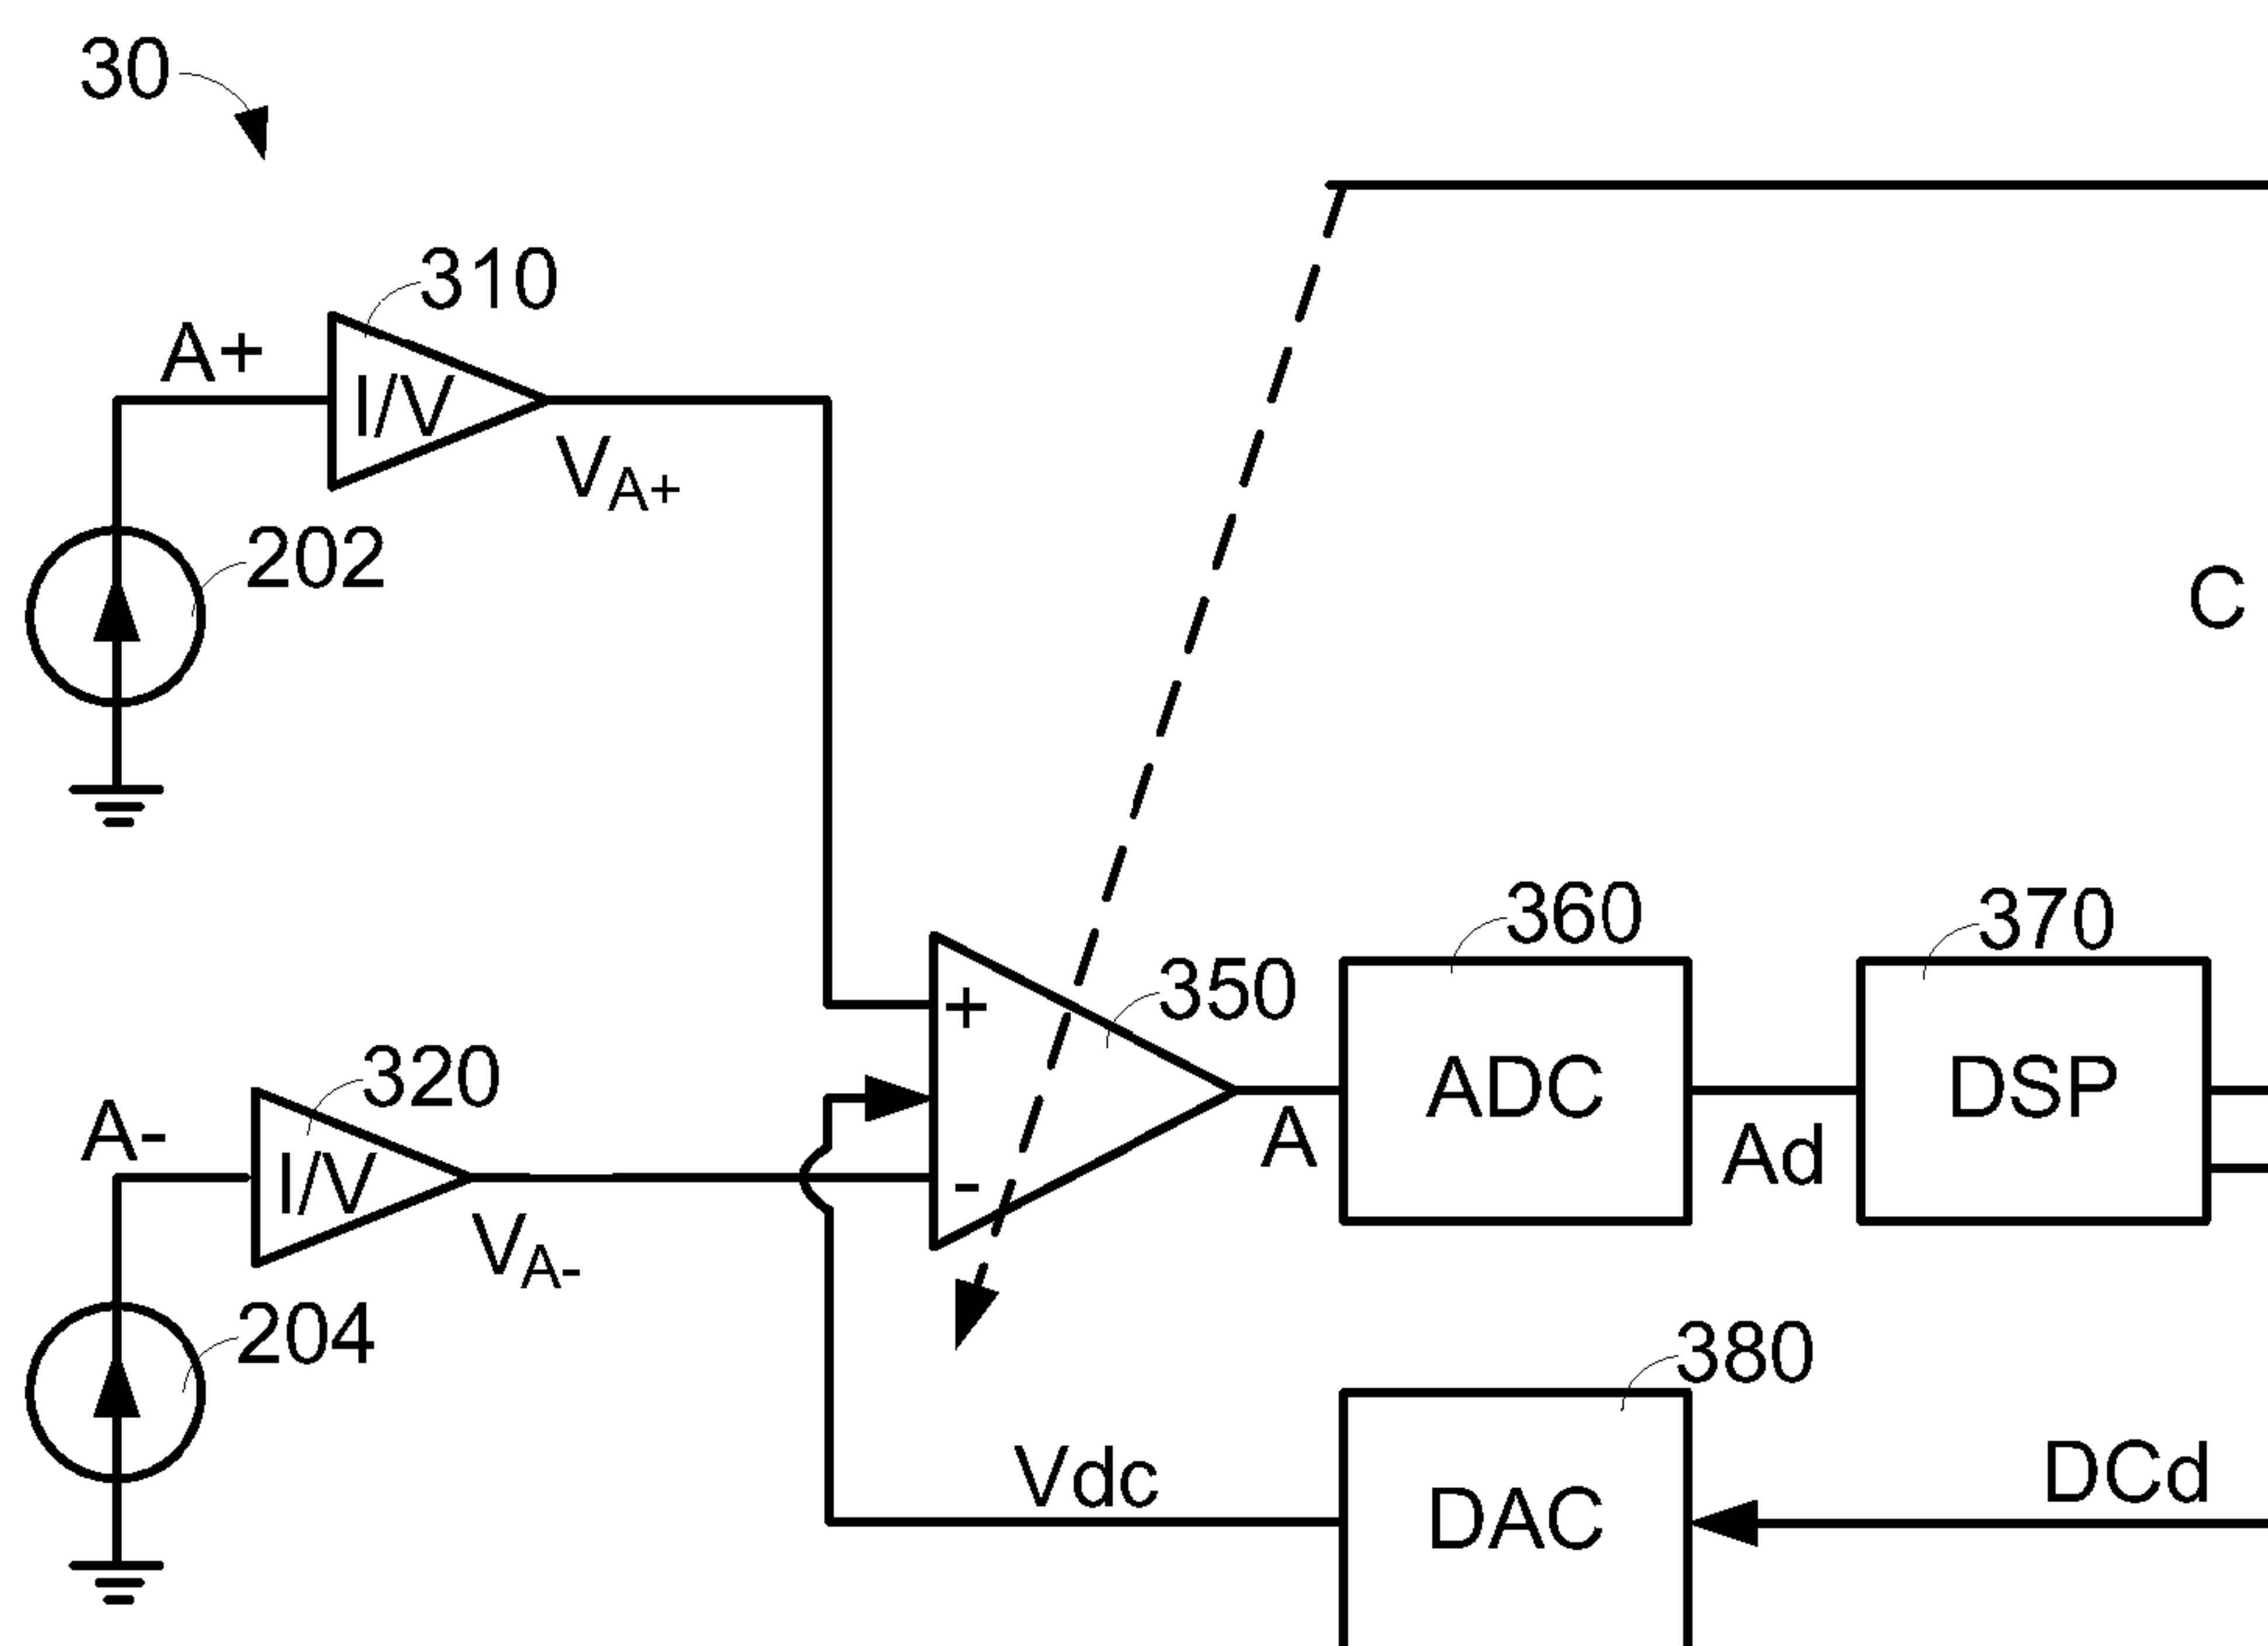 30
310
A+
I/V
VA+
202
C
360
370
350
+
320
ADC
DSP
A-
A
Ad
I/V
-
VA-
204
380
Vdc
DCd
DAC